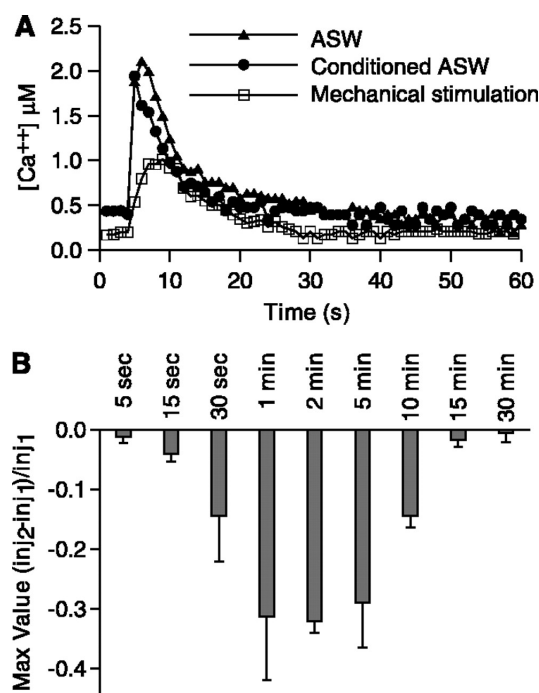 A
ASW
Conditioned ASW
Mechanical stimulation
[Ca++] µM
2.5
2.0
1.5
1.0
0.5
0.0
0 10 20 30 40 50 60
Time (s)
B
5 sec 15 sec 30 sec 1 min 2 min 5 min 10 min 15 min 30 min
Max Value (inj2-inj1)/inj1
0.0
-0.1
-0.2
-0.3
-0.4